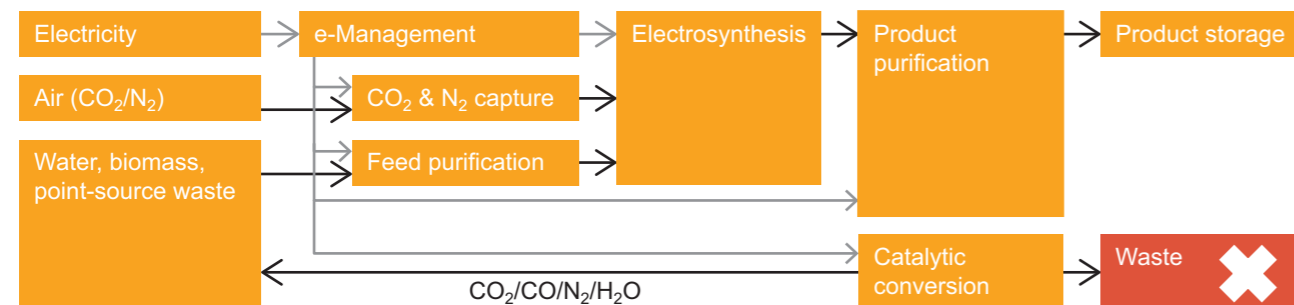 Electricity
e-Management
Electrosynthesis
Product
purification
Product storage
Air (CO₂/N₂)
CO₂ & N₂ capture
Water, biomass,
point-source waste
Feed purification
Catalytic
conversion
Waste
CO₂/CO/N₂/H₂O